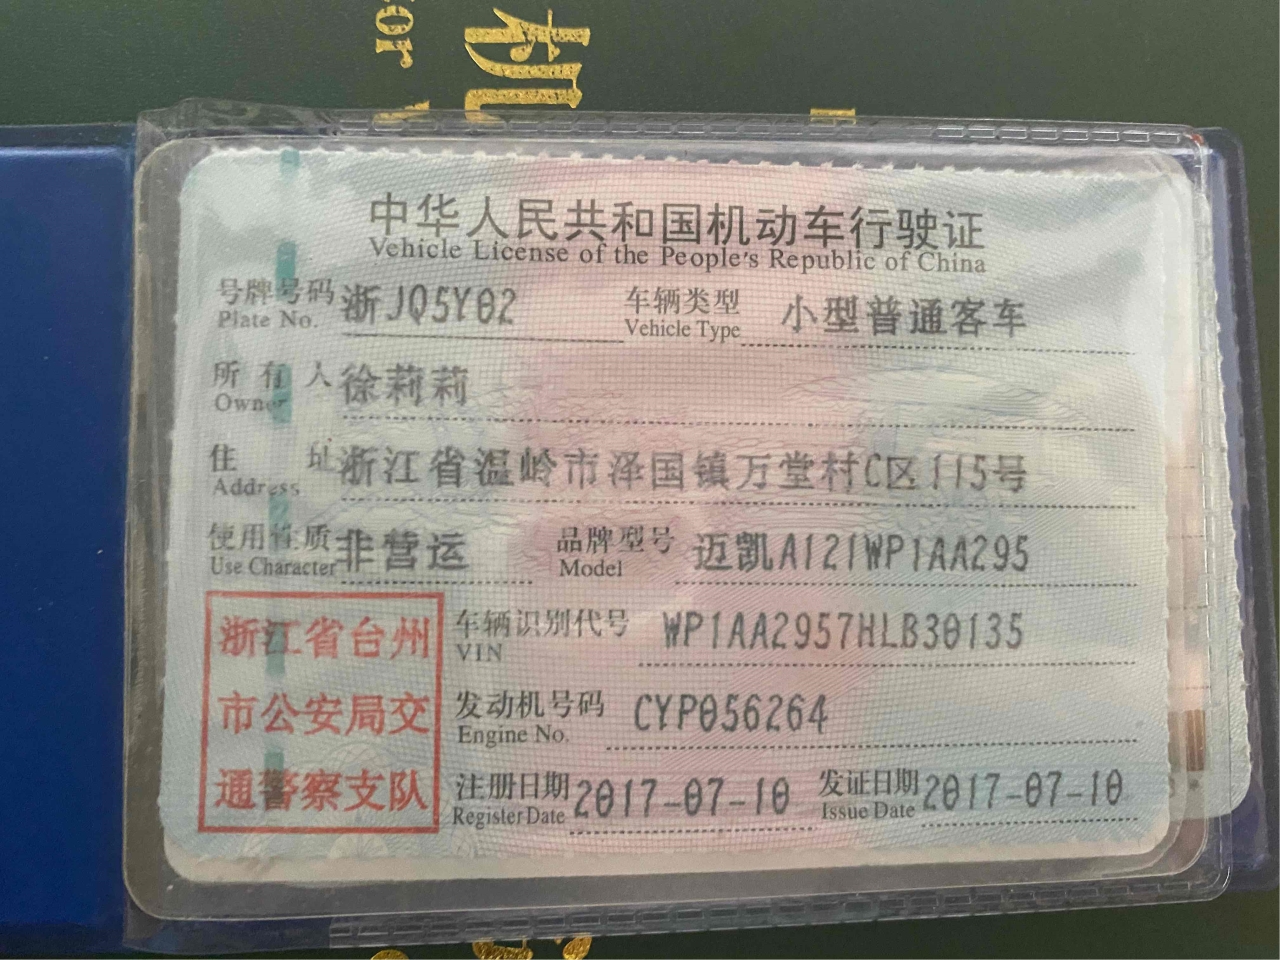 机
or
中华人民共和国机动车行驶证
Vehicle License of the People's Republic of China
号牌号码 浙JQ5Y02 车辆类型 小型普通客车
Plate No. Vehicle Type
所有人 徐莉莉
Owner
住址 浙江省温岭市泽国镇万堂村C区115号
Address
使用性质 非营运 品牌型号 迈凯A121WP1AA295
Use Character Model
浙江省台州
市公安局交
通警察支队
车辆识别代号 WP1AA2957HLB30135
VIN
发动机号码 CYP056264
Engine No.
注册日期 2017-07-10 发证日期 2017-07-10
Register Date Issue Date